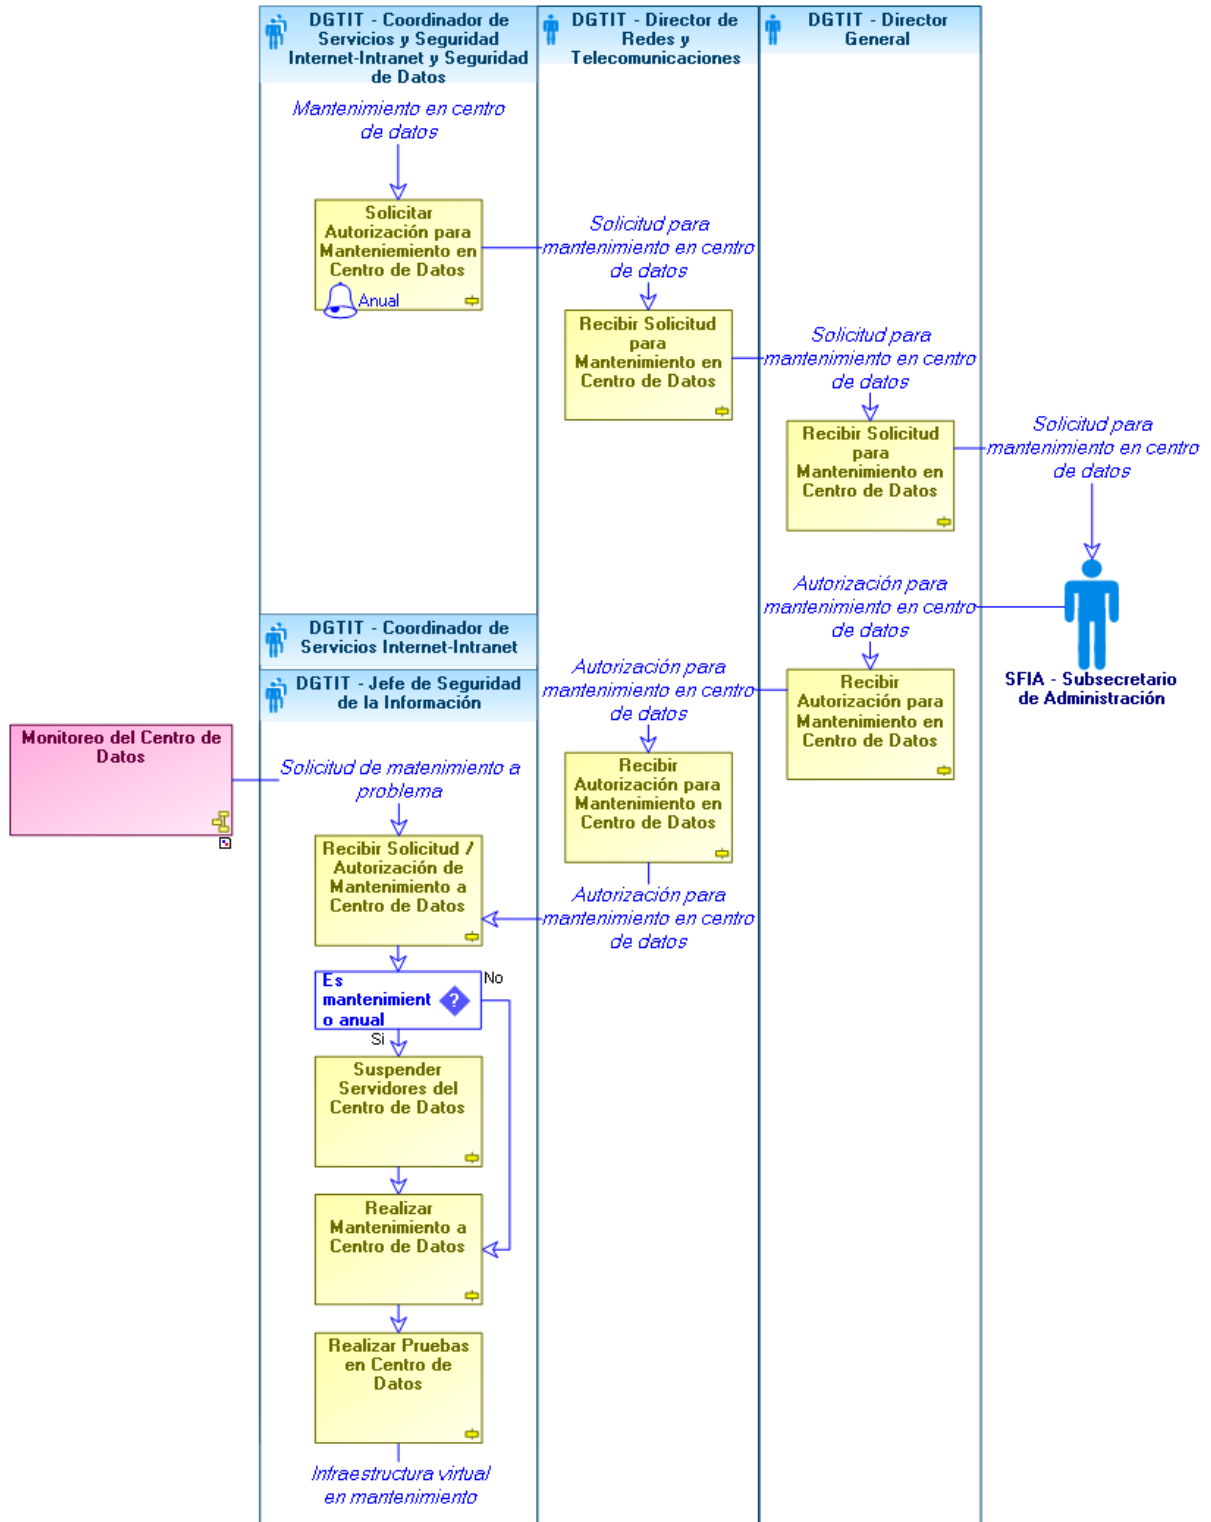 DGTIT - Coordinador de
Servicios y Seguridad
Internet-Intranet y Seguridad
de Datos
DGTIT - Director de
Redes y
Telecomunicaciones
DGTIT - Director
General
Mantenimiento en centro
de datos
Solicitar
Autorización para
Manteniemiento en
Centro de Datos
Anual
Solicitud para
mantenimiento en centro
de datos
Recibir Solicitud
para
Mantenimiento en
Centro de Datos
Solicitud para
mantenimiento en centro
de datos
Recibir Solicitud
para
Mantenimiento en
Centro de Datos
Solicitud para
mantenimiento en centro
de datos
SFIA - Subsecretario
de Administración
Autorización para
mantenimiento en centro
de datos
Recibir
Autorización para
Mantenimiento en
Centro de Datos
Autorización para
mantenimiento en centro
de datos
Recibir
Autorización para
Mantenimiento en
Centro de Datos
Autorización para
mantenimiento en centro
de datos
DGTIT - Coordinador de
Servicios Internet-Intranet
DGTIT - Jefe de Seguridad
de la Información
Monitoreo del Centro de
Datos
Solicitud de matenimiento a
problema
Recibir Solicitud /
Autorización de
Mantenimiento a
Centro de Datos
Es
mantenimient
o anual
?
No
Si
Suspender
Servidores del
Centro de Datos
Realizar
Mantenimiento a
Centro de Datos
Realizar Pruebas
en Centro de
Datos
Infraestructura virtual
en mantenimiento